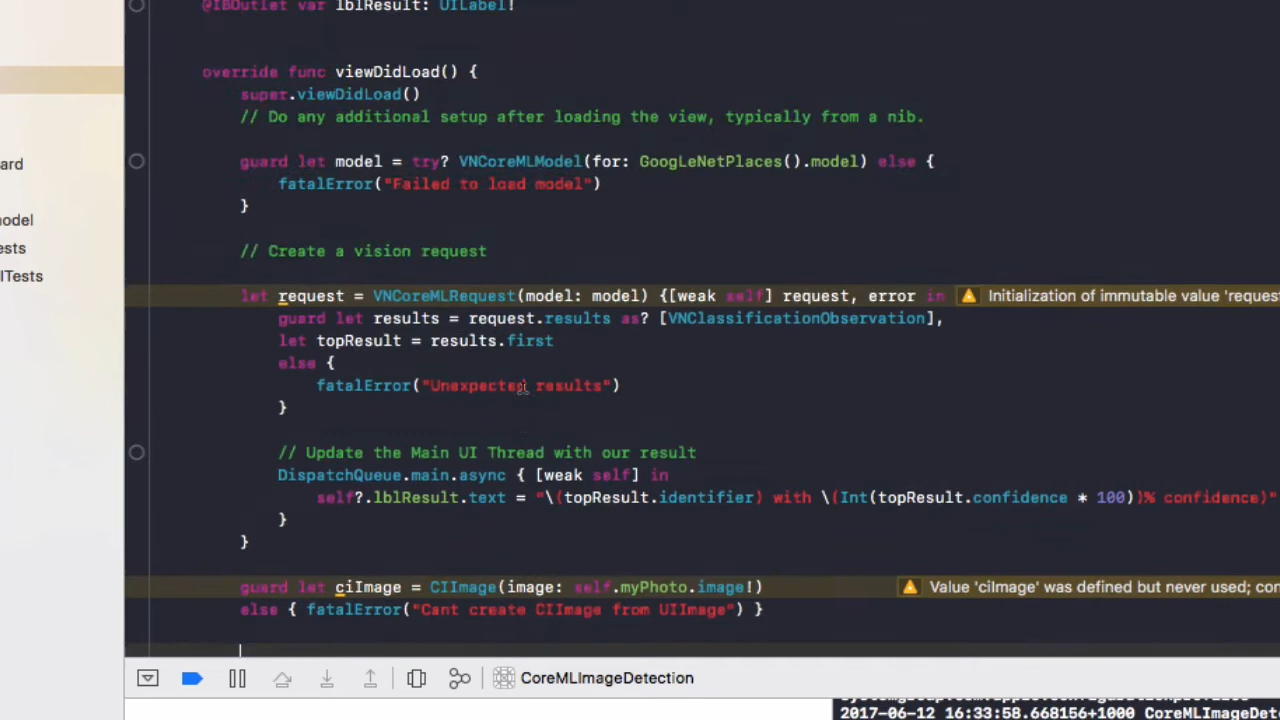 @IBOutlet var lblResult: UILabel!
override func viewDidLoad() {
super.viewDidLoad()
// Do any additional setup after loading the view, typically from a nib.
ard
guard let model = try? VNCoreMLModel(for: GoogLeNetPlaces().model) else {
fatalError("Failed to load model")
}
nodel
ests
ITests
// Create a vision request
let request = VNCoreMLRequest(model: model) {[weak self] request, error in
Initialization of immutable value 'reques
guard let results = request.results as? [VNClassificationObservation],
let topResult = results.first
else {
fatalError("Unexpected results")
}
// Update the Main UI Thread with our result
DispatchQueue.main.async { [weak self] in
self?.lblResult.text = "\(topResult.identifier) with \(Int(topResult.confidence * 100))% confidence)"
}
}
guard let ciImage = CIImage(image: self.myPhoto.image!)
Value 'ciImage' was defined but never used; con
else { fatalError("Cant create CIImage from UIImage") }
CoreMLImageDetection
2017-06-12 16:33:58.668156+1000 CoreMLImageDete